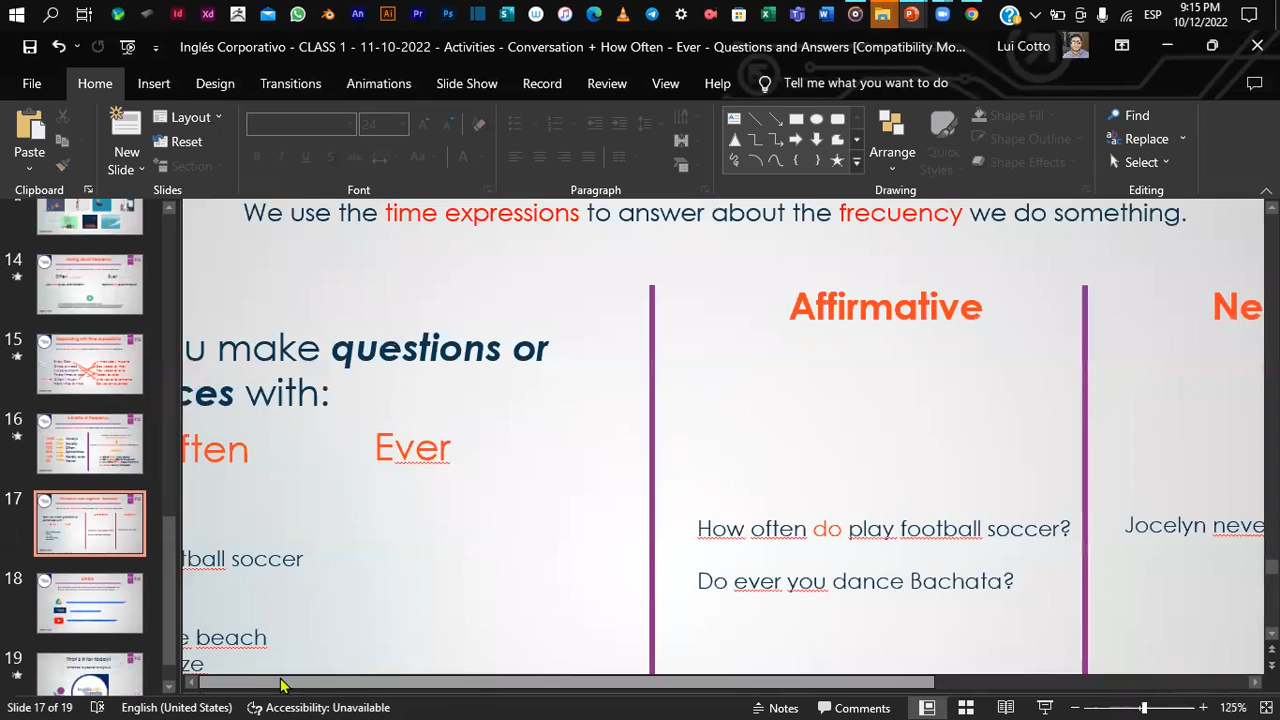 9:15 PM
ESP
10/12/2022
Inglés Corporativo – CLASS 1 - 11-10-2022 - Activities - Conversation + How Often - Ever - Questions and Answers [Compatibility Mo...
Lui Cotto
File
Home
Insert
Design
Transitions
Animations
Slide Show
Record
Review
View
Help
Tell me what you want to do
Paste
New
Slide
Layout
Reset
Section
24
Arrange
Quick
Styles
Shape Fill
Shape Outline
Shape Effects
Find
Replace
Select
Clipboard
Slides
Font
Paragraph
Drawing
Editing
We use the time expressions to answer about the frecuency we do something.
Affirmative
Ne
u make questions or
ces with:
ften
Ever
How often do play football soccer?
Jocelyn neve
tball soccer
Do ever you dance Bachata?
e beach
ze
14
15
16
17
18
19
That's it for today!
Slide 17 of 19
English (United States)
Accessibility: Unavailable
Notes
Comments
125%